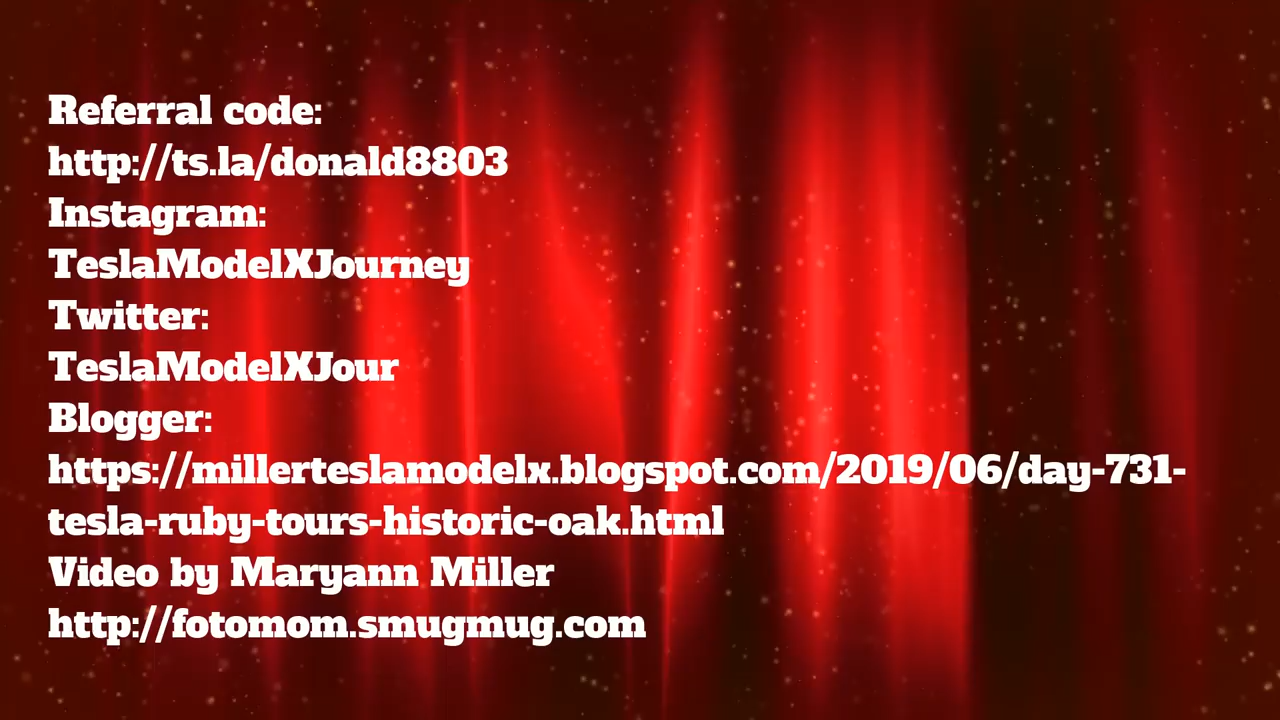 Referral code:
http://ts.la/donald8803
Instagram:
TeslaModelXJourney
Twitter:
TeslaModelXJour
Blogger:
https://millerteslamodelx.blogspot.com/2019/06/day-731-
tesla-ruby-tours-historic-oak.html
Video by Maryann Miller
http://fotomom.smugmug.com